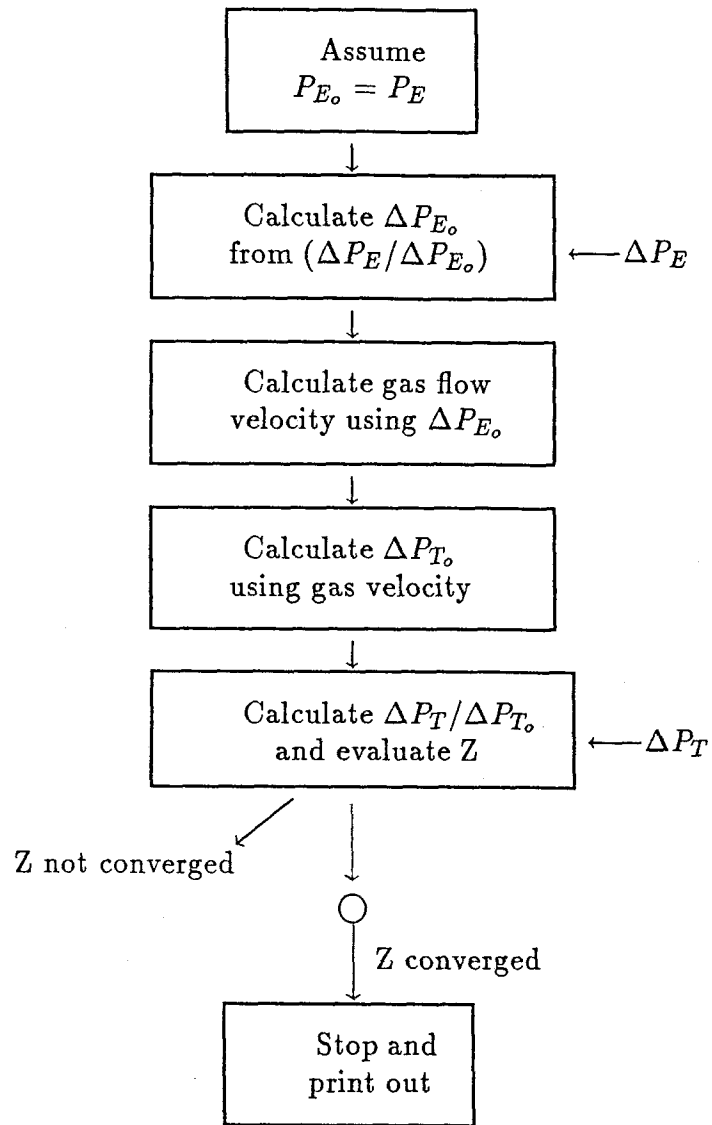 Assume
P_{E_o} = P_E
Calculate ΔP_{E_o}
from (ΔP_E/ΔP_{E_o})
←—ΔP_E
Calculate gas flow
velocity using ΔP_{E_o}
Calculate ΔP_{T_o}
using gas velocity
Calculate ΔP_T/ΔP_{T_o}
and evaluate Z
←—ΔP_T
Z not converged
Z converged
Stop and
print out